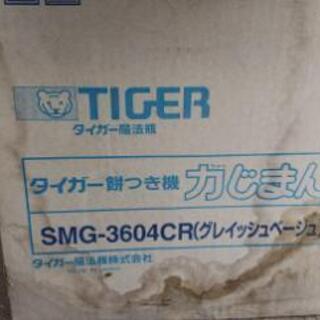 TIGER
タイガー魔法瓶
タイガー餅つき機 力じまん
SMG-3604CR(グレイッシュベージュ
タイガー魔法瓶株式会社